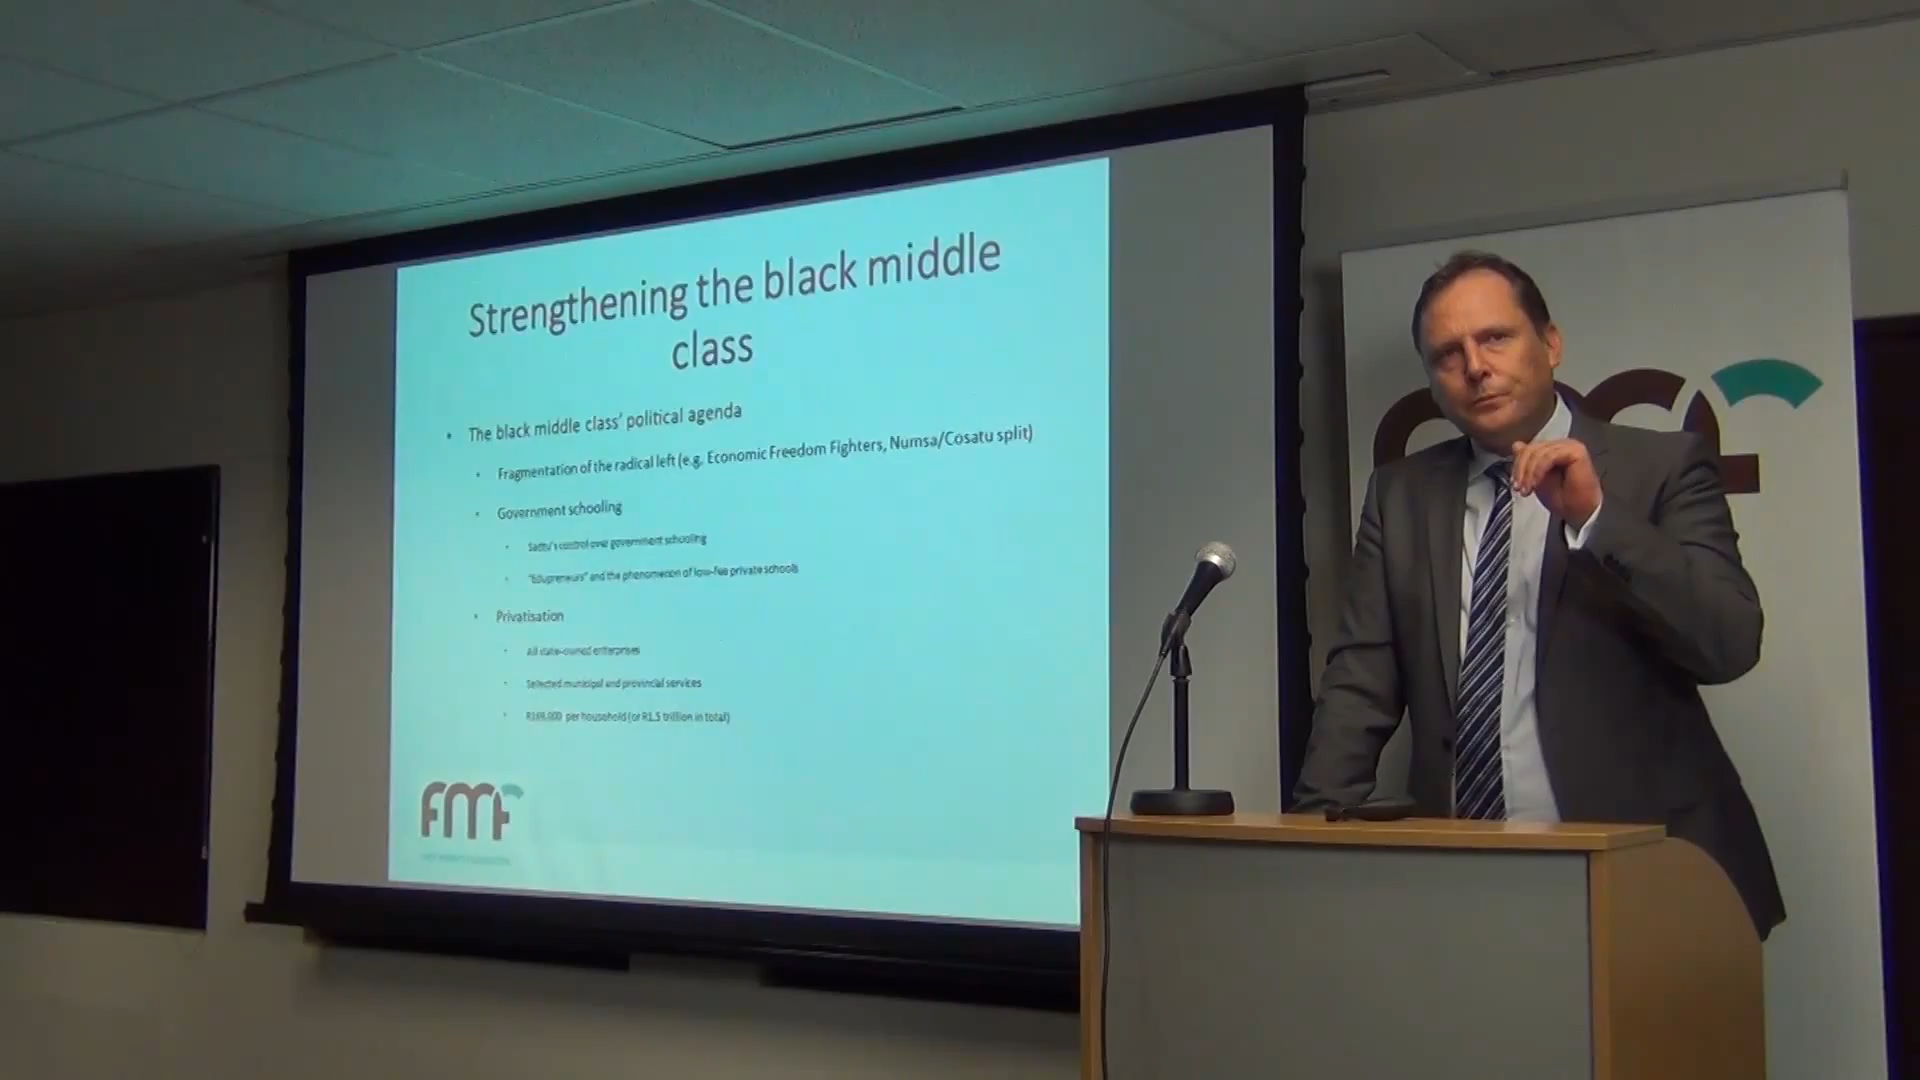 Strengthening the black middle
class
• The black middle class' political agenda
• Fragmentation of the radical left (e.g. Economic Freedom Fighters, Numsa/Cosatu split)
• Government schooling
• Sadtu's control over government schooling
• "Edupreneurs" and the phenomenon of low-fee private schools
• Privatisation
• All state-owned enterprises
• Selected municipal and provincial services
• R169,000 per household (or R1.5 trillion in total)
FMF